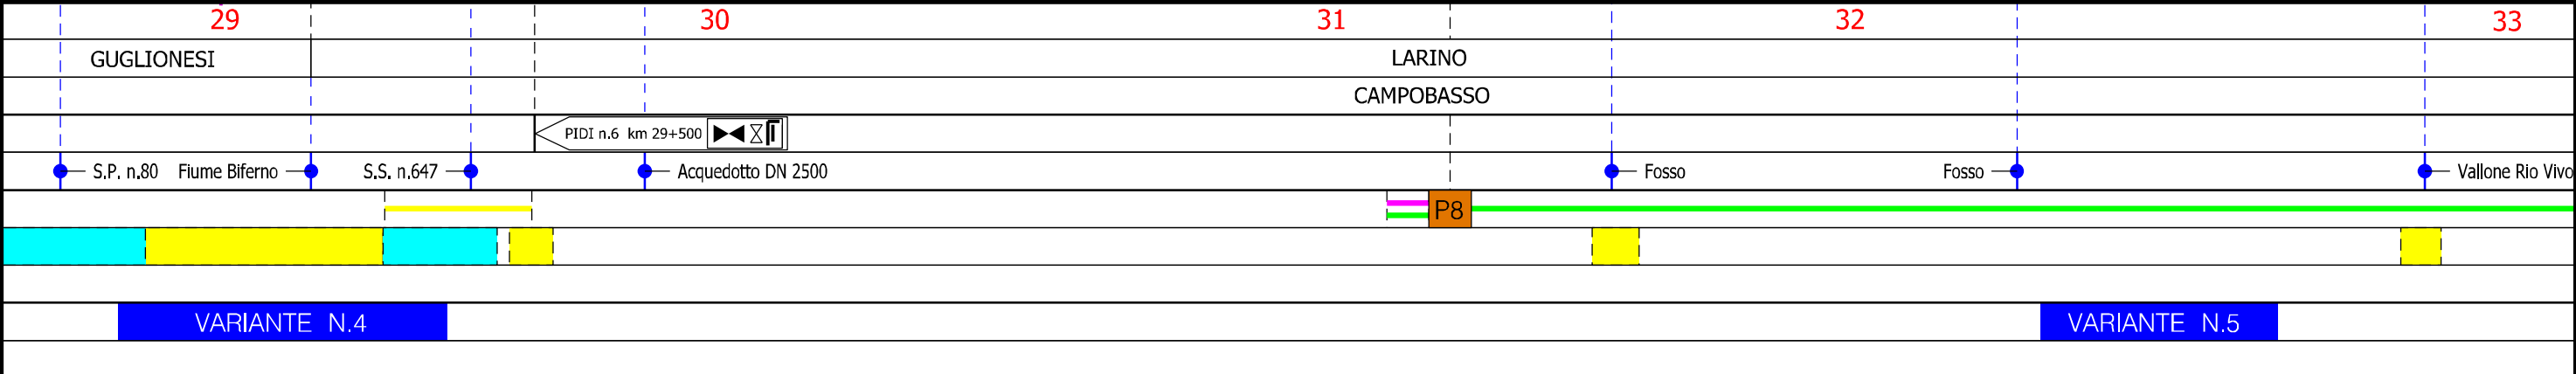 29 30 31 32 33
GUGLIONESI LARINO
CAMPOBASSO
PIDI n.6 km 29+500
S.P. n.80 Fiume Biferno S.S. n.647 Acquedotto DN 2500 Fosso Fosso Vallone Rio Vivo
P8
VARIANTE N.4 VARIANTE N.5